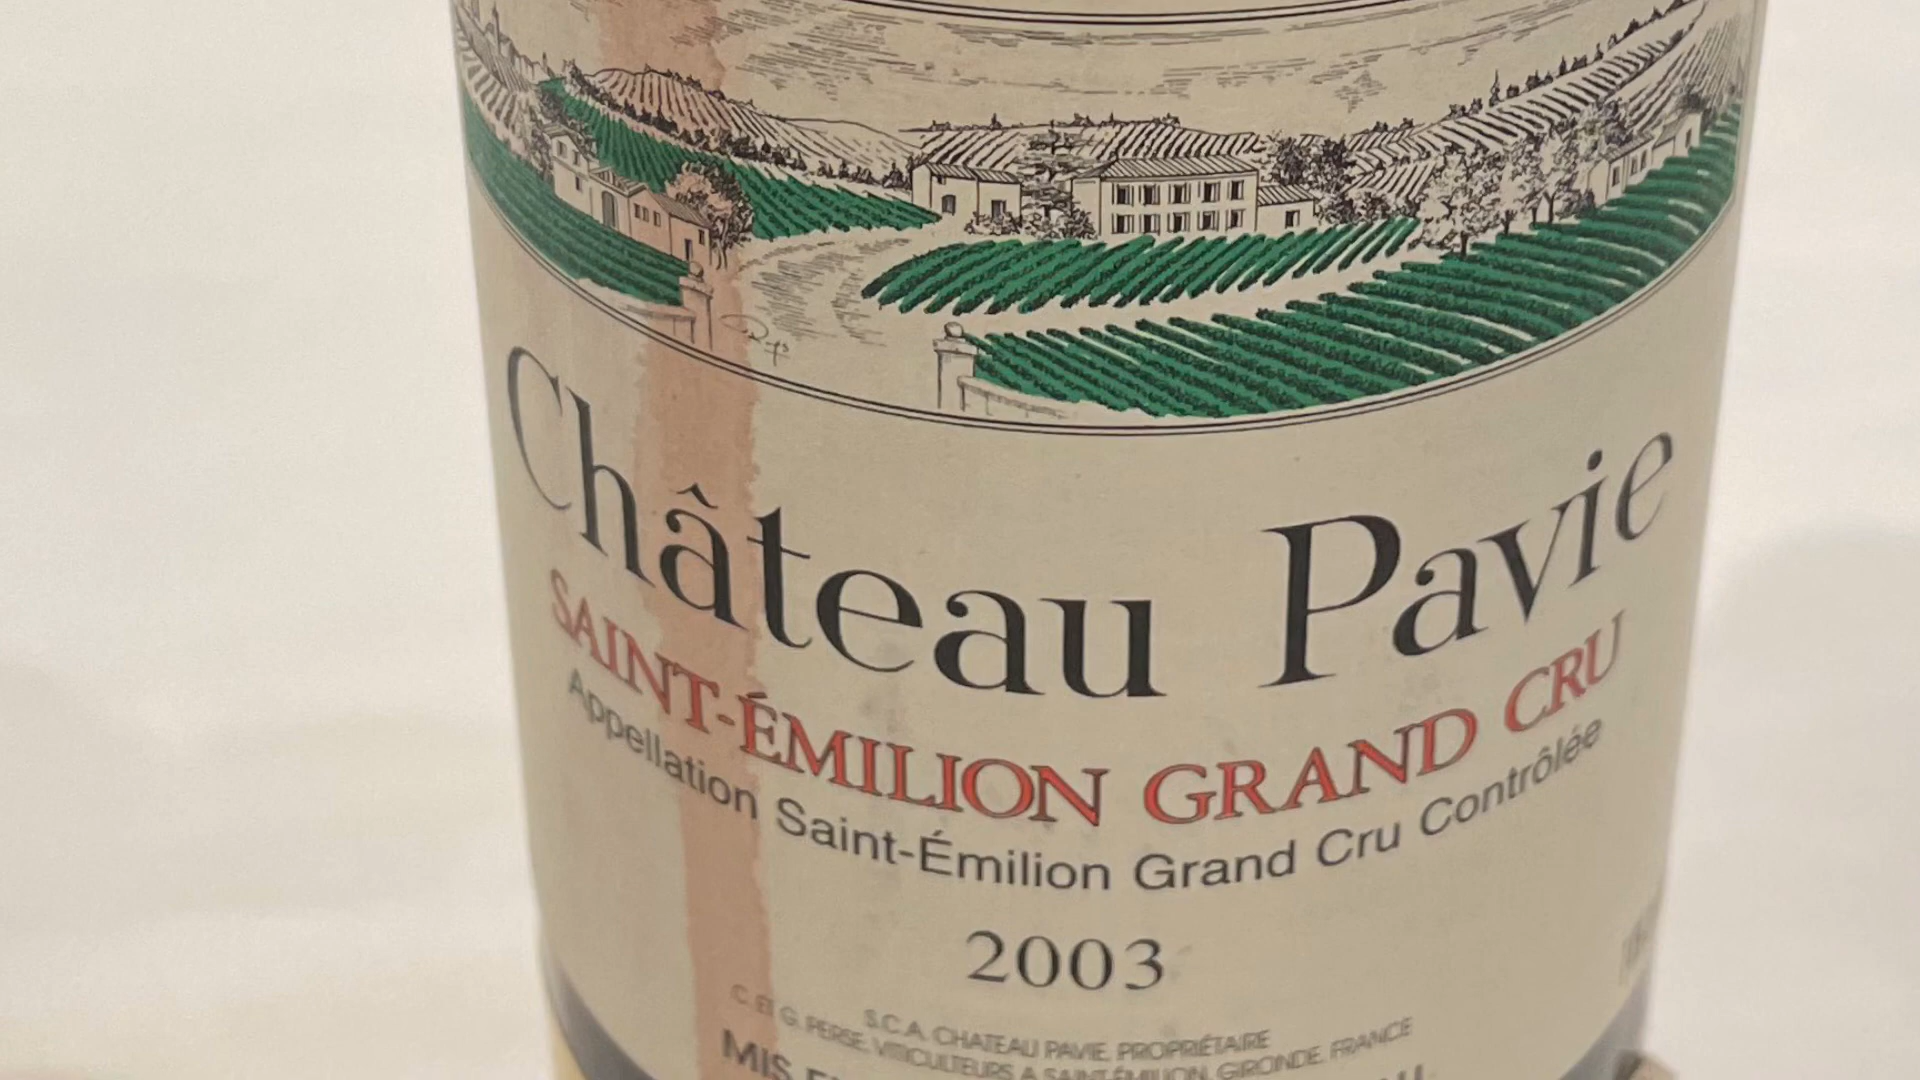 Château Pavie
SAINT-ÉMILION GRAND CRU
Appellation Saint-Émilion Grand Cru Contrôlée
2003
S.C.A. CHATEAU PAVIE, PROPRIÉTAIRE
C. ET G. PERSE, VITICULTEURS A SAINT-ÉMILION, GIRONDE, FRANCE
MIS